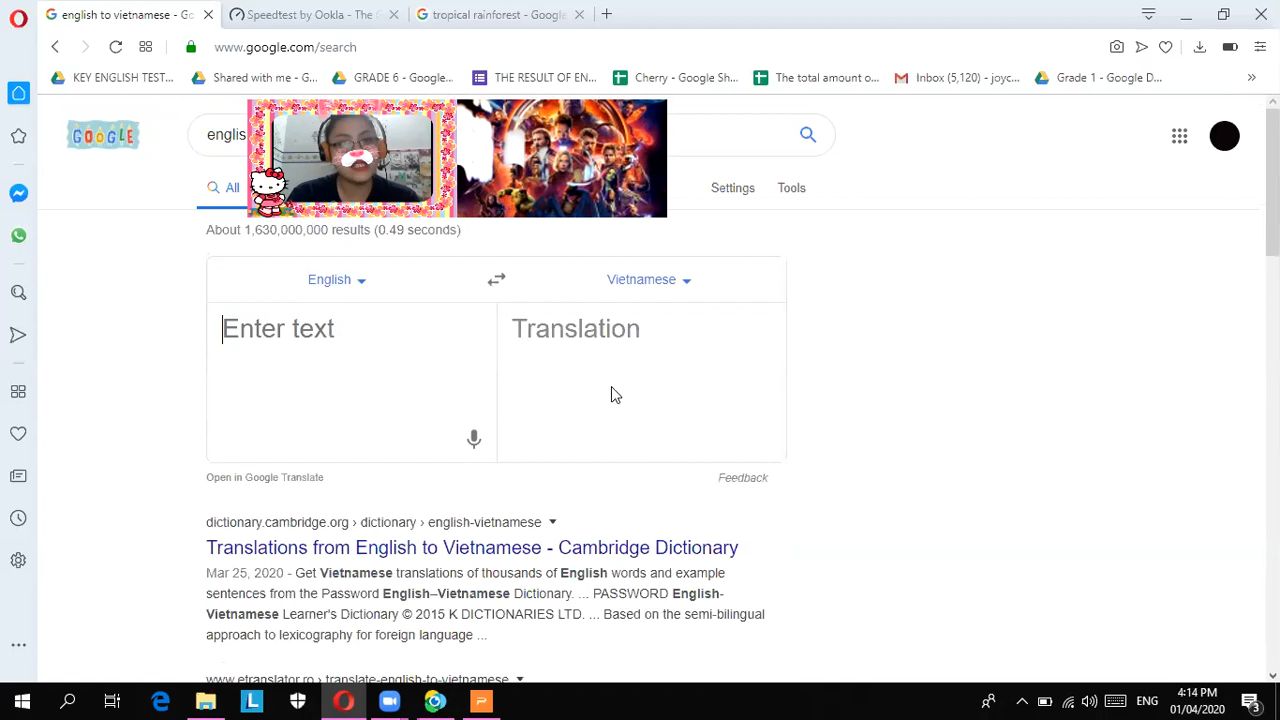 english to vietnamese - Go
Speedtest by Ookla - The G
tropical rainforest - Google
www.google.com/search
KEY ENGLISH TEST...
Shared with me - G...
GRADE 6 - Google...
THE RESULT OF EN...
Cherry - Google Sh...
The total amount o...
Inbox (5,120) - joyc...
Grade 1 - Google D...
GOOGLE
englis
All
Settings
Tools
About 1,630,000,000 results (0.49 seconds)
English
Vietnamese
Enter text
Translation
Open in Google Translate
Feedback
dictionary.cambridge.org › dictionary › english-vietnamese
Translations from English to Vietnamese - Cambridge Dictionary
Mar 25, 2020 - Get Vietnamese translations of thousands of English words and example
sentences from the Password English–Vietnamese Dictionary. ... PASSWORD English-
Vietnamese Learner's Dictionary © 2015 K DICTIONARIES LTD. ... Based on the semi-bilingual
approach to lexicography for foreign language ...
www.etranslator.ro › translate-english-to-vietnamese
ENG
4:14 PM
01/04/2020
3